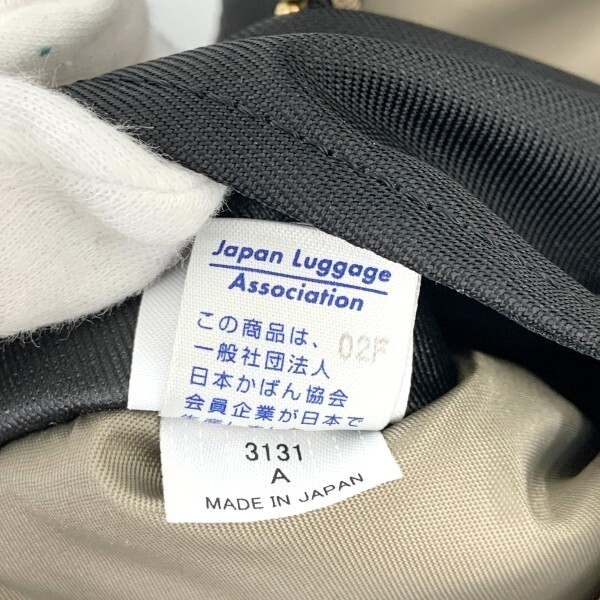 Japan Luggage
Association
この商品は、
02F
一般社団法人
日本かばん協会
会員企業が日本で
3131
A
MADE IN JAPAN